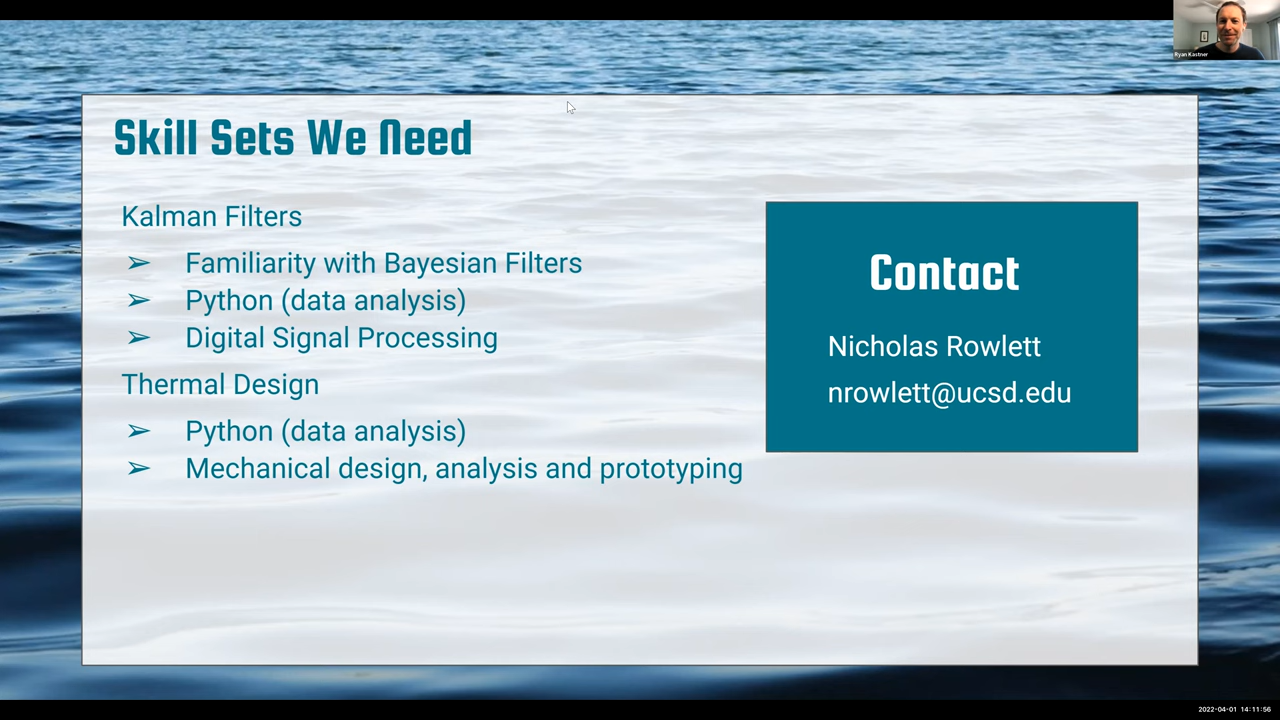 Ryan Kastner
Skill Sets We Need
Kalman Filters
➢ Familiarity with Bayesian Filters
➢ Python (data analysis)
➢ Digital Signal Processing
Thermal Design
➢ Python (data analysis)
➢ Mechanical design, analysis and prototyping
Contact
Nicholas Rowlett
nrowlett@ucsd.edu
2022-04-01 14:11:56